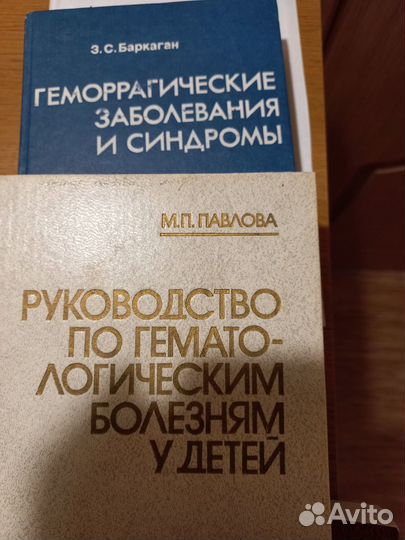 З.С. Баркаган
ГЕМОРРАГИЧЕСКИЕ
ЗАБОЛЕВАНИЯ
И СИНДРОМЫ
М.П. ПАВЛОВА
РУКОВОДСТВО
ПО ГЕМАТО-
ЛОГИЧЕСКИМ
БОЛЕЗНЯМ
У ДЕТЕЙ
Avito